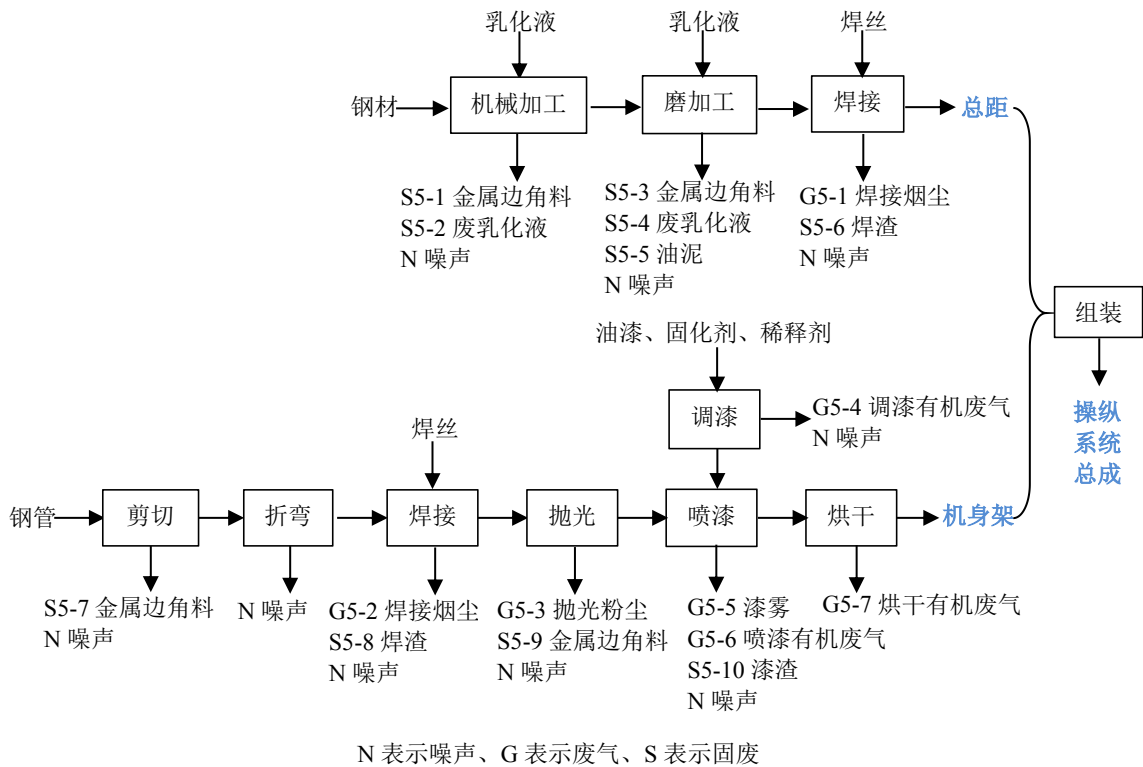 乳化液
乳化液
焊丝
钢材
机械加工
磨加工
焊接
总距
S5-1 金属边角料
S5-2 废乳化液
N 噪声
S5-3 金属边角料
S5-4 废乳化液
S5-5 油泥
N 噪声
G5-1 焊接烟尘
S5-6 焊渣
N 噪声
组装
操纵
系统
总成
油漆、固化剂、稀释剂
调漆
G5-4 调漆有机废气
N 噪声
焊丝
钢管
剪切
折弯
焊接
抛光
喷漆
烘干
机身架
S5-7 金属边角料
N 噪声
N 噪声
G5-2 焊接烟尘
S5-8 焊渣
N 噪声
G5-3 抛光粉尘
S5-9 金属边角料
N 噪声
G5-5 漆雾
G5-6 喷漆有机废气
S5-10 漆渣
N 噪声
G5-7 烘干有机废气
N 表示噪声、G 表示废气、S 表示固废